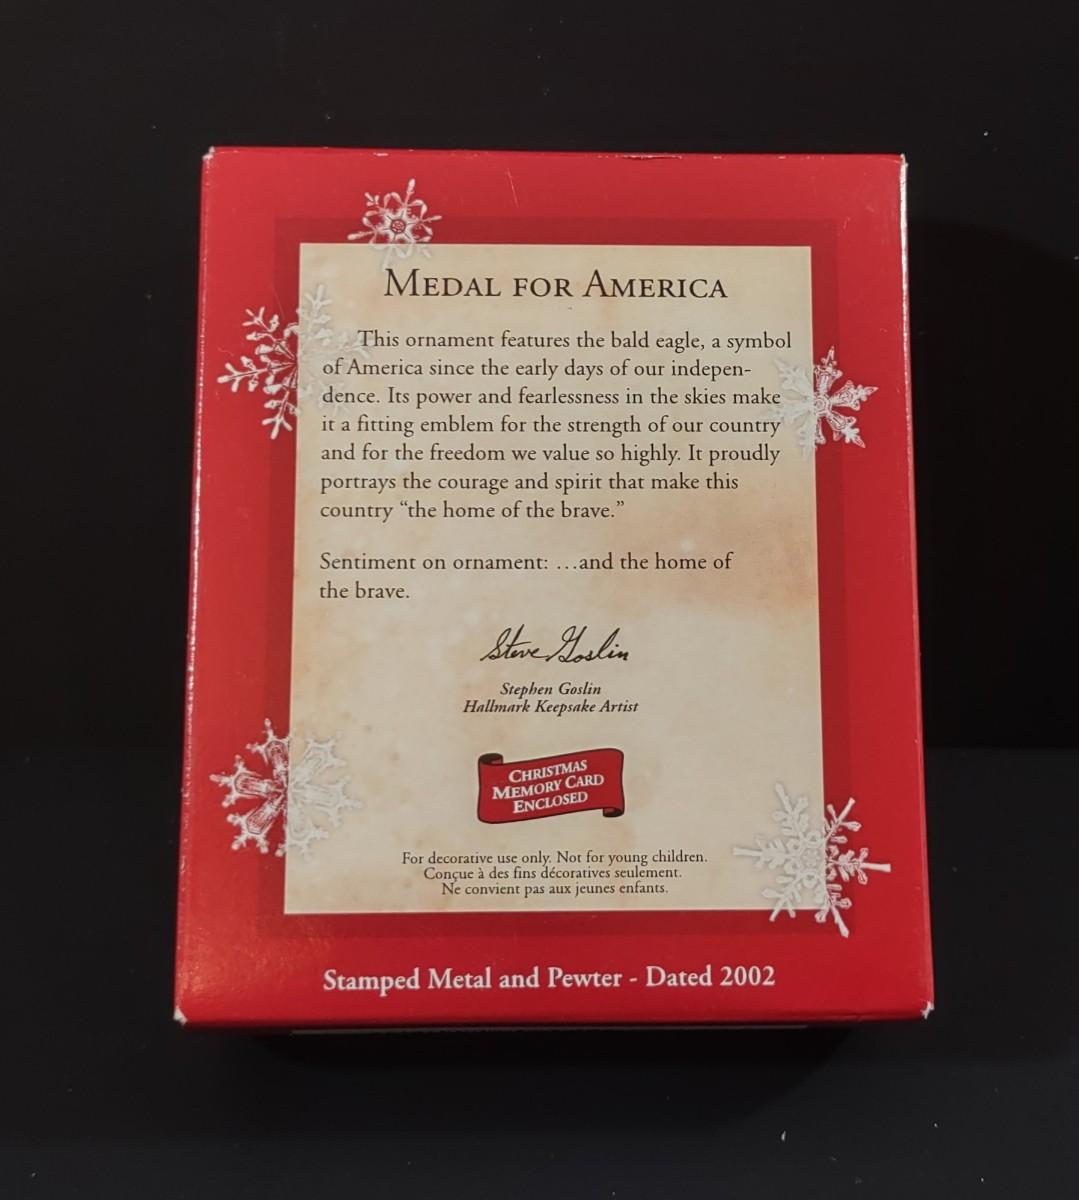 MEDAL FOR AMERICA
This ornament features the bald eagle, a symbol
of America since the early days of our indepen-
dence. Its power and fearlessness in the skies make
it a fitting emblem for the strength of our country
and for the freedom we value so highly. It proudly
portrays the courage and spirit that make this
country “the home of the brave.”
Sentiment on ornament: …and the home of
the brave.
Steve Goslin
Stephen Goslin
Hallmark Keepsake Artist
CHRISTMAS
MEMORY CARD
ENCLOSED
For decorative use only. Not for young children.
Conçue à des fins décoratives seulement.
Ne convient pas aux jeunes enfants.
Stamped Metal and Pewter - Dated 2002